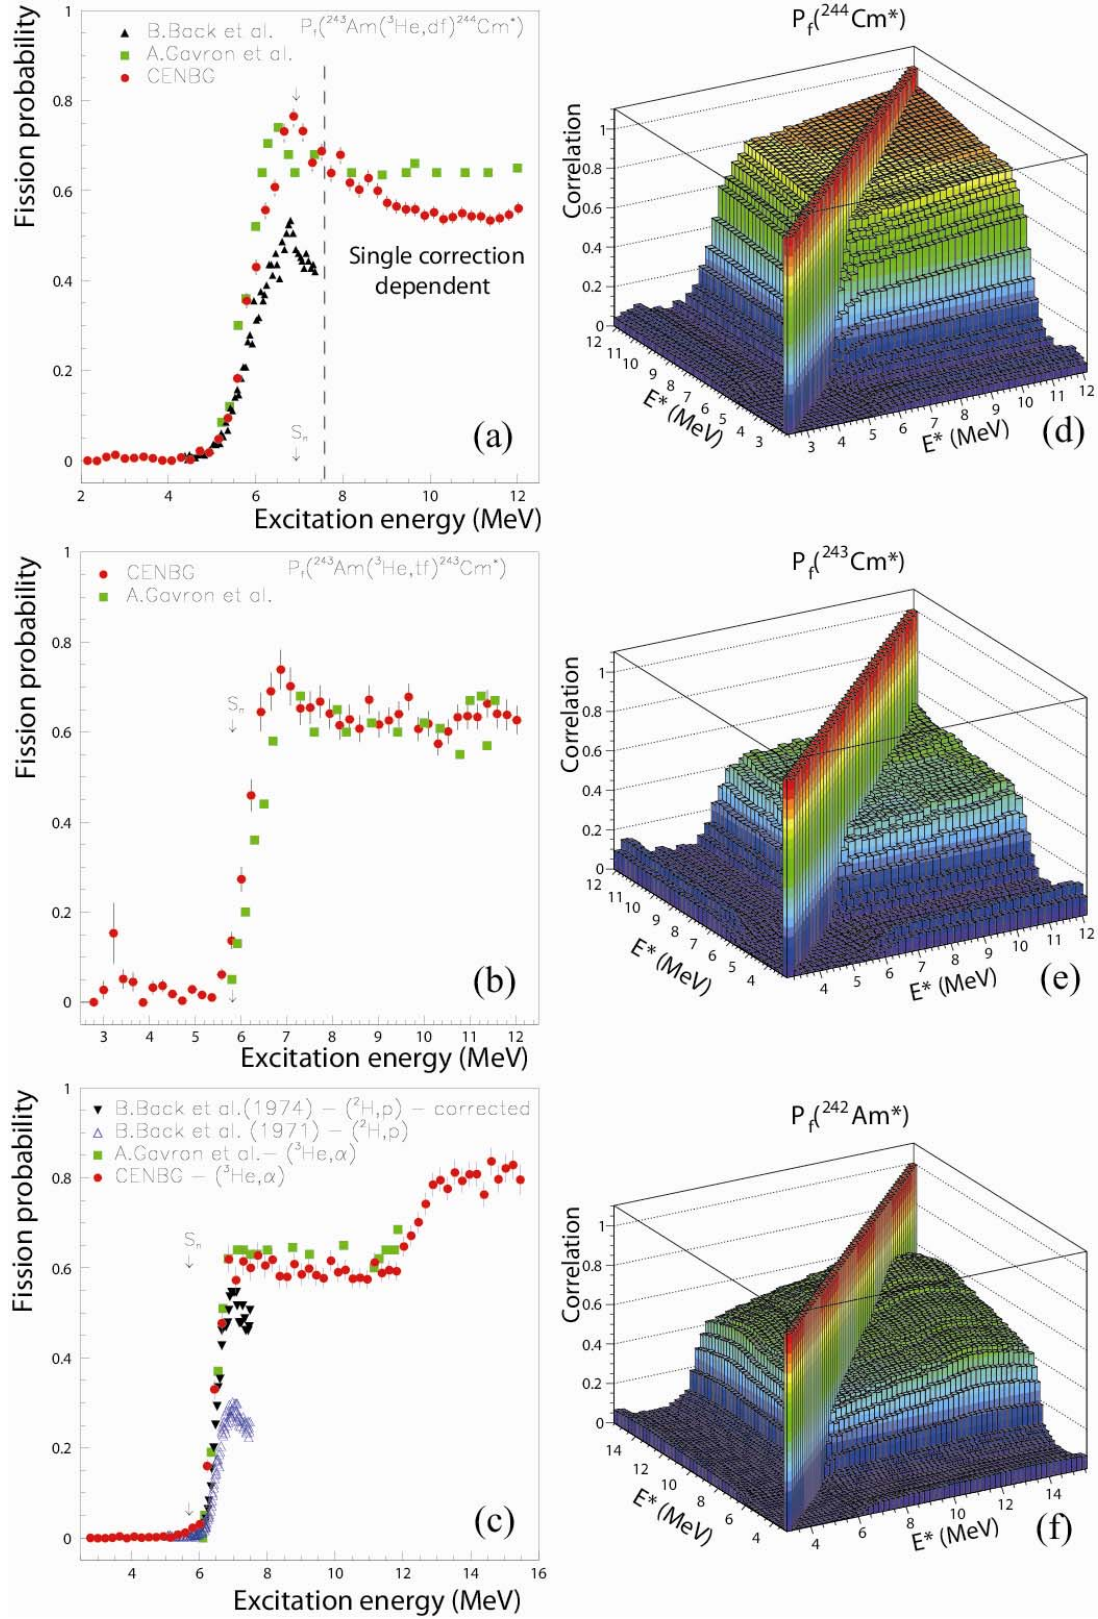 Fission probability
B.Back et al.
A.Gavron et al.
CENBG
P_f(^243Am(^3He,df)^244Cm*)
1
0.8
0.6
0.4
0.2
0
S_n
Single correction
dependent
(a)
2 4 6 8 10 12
Excitation energy (MeV)
P_f(^244Cm*)
Correlation
1
0.8
0.6
0.4
0.2
0
12 11 10 9 8 7 6 5 4 3
E* (MeV)
3 4 5 6 7 8 9 10 11 12
E* (MeV)
(d)
Fission probability
CENBG
A.Gavron et al.
P_f(^243Am(^3He,tf)^243Cm*)
1
0.8
0.6
0.4
0.2
0
S_n
(b)
3 4 5 6 7 8 9 10 11 12
Excitation energy (MeV)
P_f(^243Cm*)
Correlation
1
0.8
0.6
0.4
0.2
0
12 11 10 9 8 7 6 5 4
E* (MeV)
4 5 6 7 8 9 10 11 12
E* (MeV)
(e)
Fission probability
B.Back et al.(1974) – (^2H,p) – corrected
B.Back et al. (1971) – (^2H,p)
A.Gavron et al.– (^3He,α)
CENBG – (^3He,α)
1
0.8
0.6
0.4
0.2
0
S_n
(c)
4 6 8 10 12 14 16
Excitation energy (MeV)
P_f(^242Am*)
Correlation
1
0.8
0.6
0.4
0.2
0
14 12 10 8 6 4
E* (MeV)
4 6 8 10 12 14
E* (MeV)
(f)